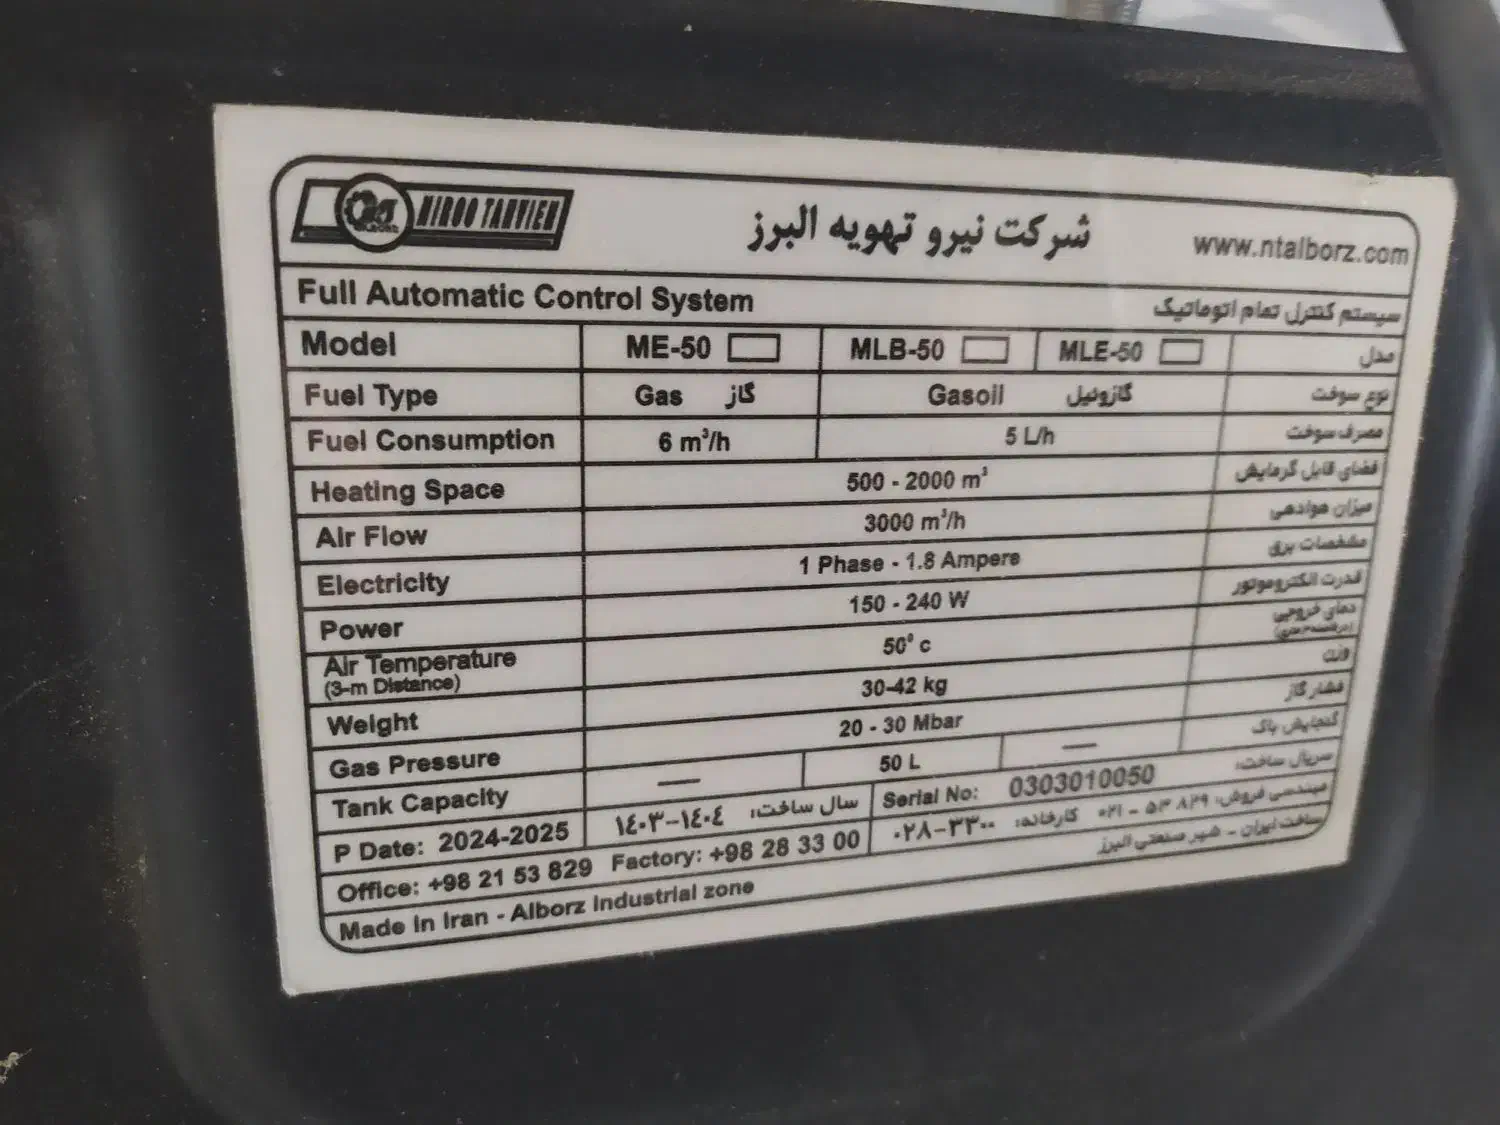 NIROO TAHVIEH شرکت نیرو تهویه البرز www.ntalborz.com
Full Automatic Control System سیستم کنترل تمام اتوماتیک
Model ME-50 MLB-50 MLE-50 مدل
Fuel Type Gas گاز Gasoil گازوئیل نوع سوخت
Fuel Consumption 6 m³/h 5 L/h مصرف سوخت
Heating Space 500 - 2000 m³ فضای قابل گرمایش
Air Flow 3000 m³/h میزان هوادهی
Electricity 1 Phase - 1.8 Ampere مشخصات برق
Power 150 - 240 W قدرت الکتروموتور
Air Temperature 50° c دمای خروجی
(3-m Distance)
Weight 30-42 kg وزن
Gas Pressure 20 - 30 Mbar فشار گاز
Tank Capacity — 50 L — گنجایش باک
P Date: 2024-2025 ۱۴۰۳-۱۴۰۴ سال ساخت: Serial No: 0303010050 سریال ساخت:
Office: +98 21 53 829 Factory: +98 28 33 00 ۰۲۸-۳۳۰۰ کارخانه: ۰۲۱ - ۵۳ ۸۲۹ مهندسی فروش:
Made In Iran - Alborz Industrial zone ساخت ایران - شهر صنعتی البرز